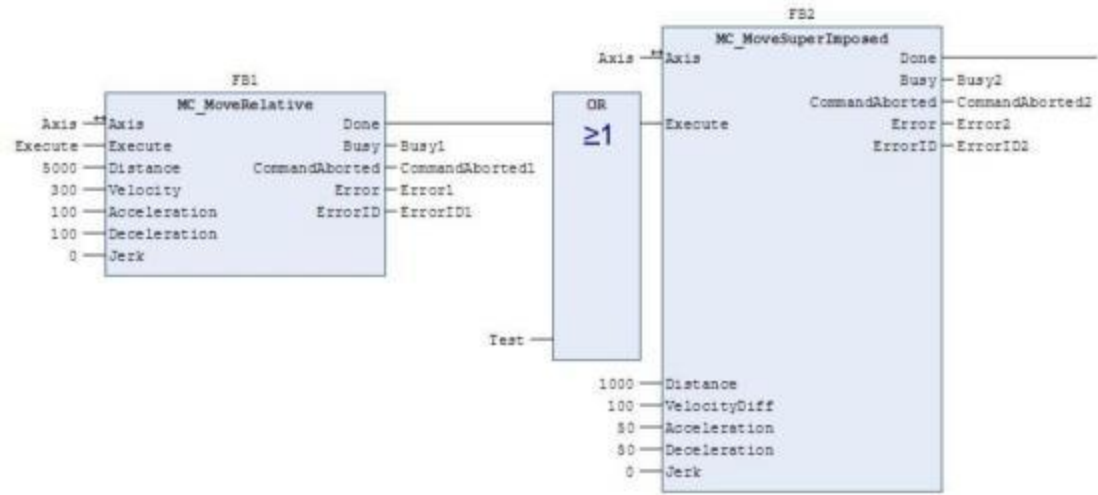 FB1
MC_MoveRelative
Axis Axis Done
Execute Execute Busy Busy1
5000 Distance CommandAborted CommandAborted1
300 Velocity Error Error1
100 Acceleration ErrorID ErrorID1
100 Deceleration
0 Jerk
OR
≥1
Test
FB2
MC_MoveSuperImposed
Axis Axis Done
Busy Busy2
CommandAborted CommandAborted2
Execute Error Error2
ErrorID ErrorID2
1000 Distance
100 VelocityDiff
80 Acceleration
80 Deceleration
0 Jerk